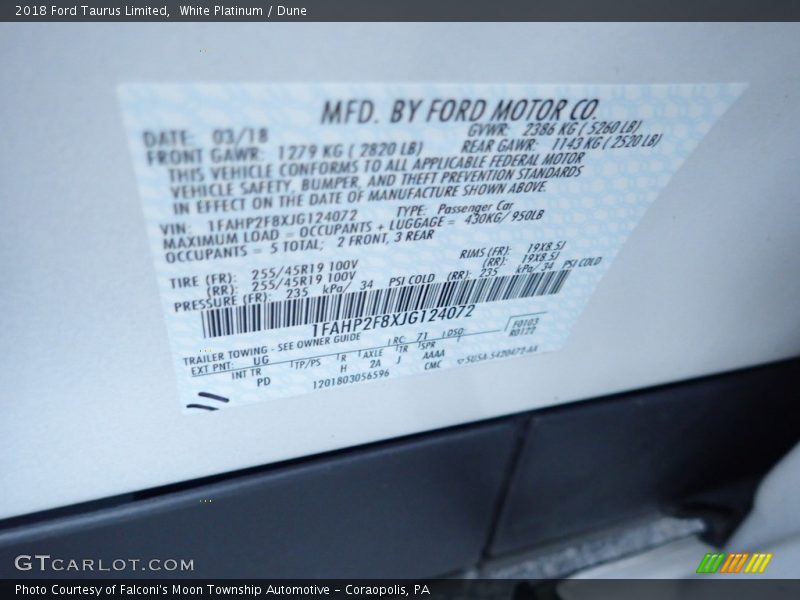 2018 Ford Taurus Limited, White Platinum / Dune
MFD. BY FORD MOTOR CO.
DATE: 03/18 GVWR: 2386 KG ( 5260 LB)
FRONT GAWR: 1279 KG ( 2820 LB) REAR GAWR: 1143 KG ( 2520 LB)
THIS VEHICLE CONFORMS TO ALL APPLICABLE FEDERAL MOTOR
VEHICLE SAFETY, BUMPER, AND THEFT PREVENTION STANDARDS
IN EFFECT ON THE DATE OF MANUFACTURE SHOWN ABOVE.
VIN: 1FAHP2F8XJG124072 TYPE: Passenger Car
MAXIMUM LOAD = OCCUPANTS + LUGGAGE = 430KG/ 950LB
OCCUPANTS = 5 TOTAL; 2 FRONT, 3 REAR
TIRE (FR): 255/45R19 100V RIMS (FR): 19X8.5J
(RR): 255/45R19 100V (RR): 19X8.5J
PRESSURE (FR): 235 kPa/ 34 PSI COLD (RR): 235 kPa/ 34 PSI COLD
1FAHP2F8XJG124072
TRAILER TOWING - SEE OWNER GUIDE
F0103
R0122
EXT PNT: UG RC: 71 DSO:
INT TR TP/PS R AXLE TR SPR
PD H 2A J AAAA
1201803056596 CMC
GTCARLOT.COM
Photo Courtesy of Falconi's Moon Township Automotive - Coraopolis, PA